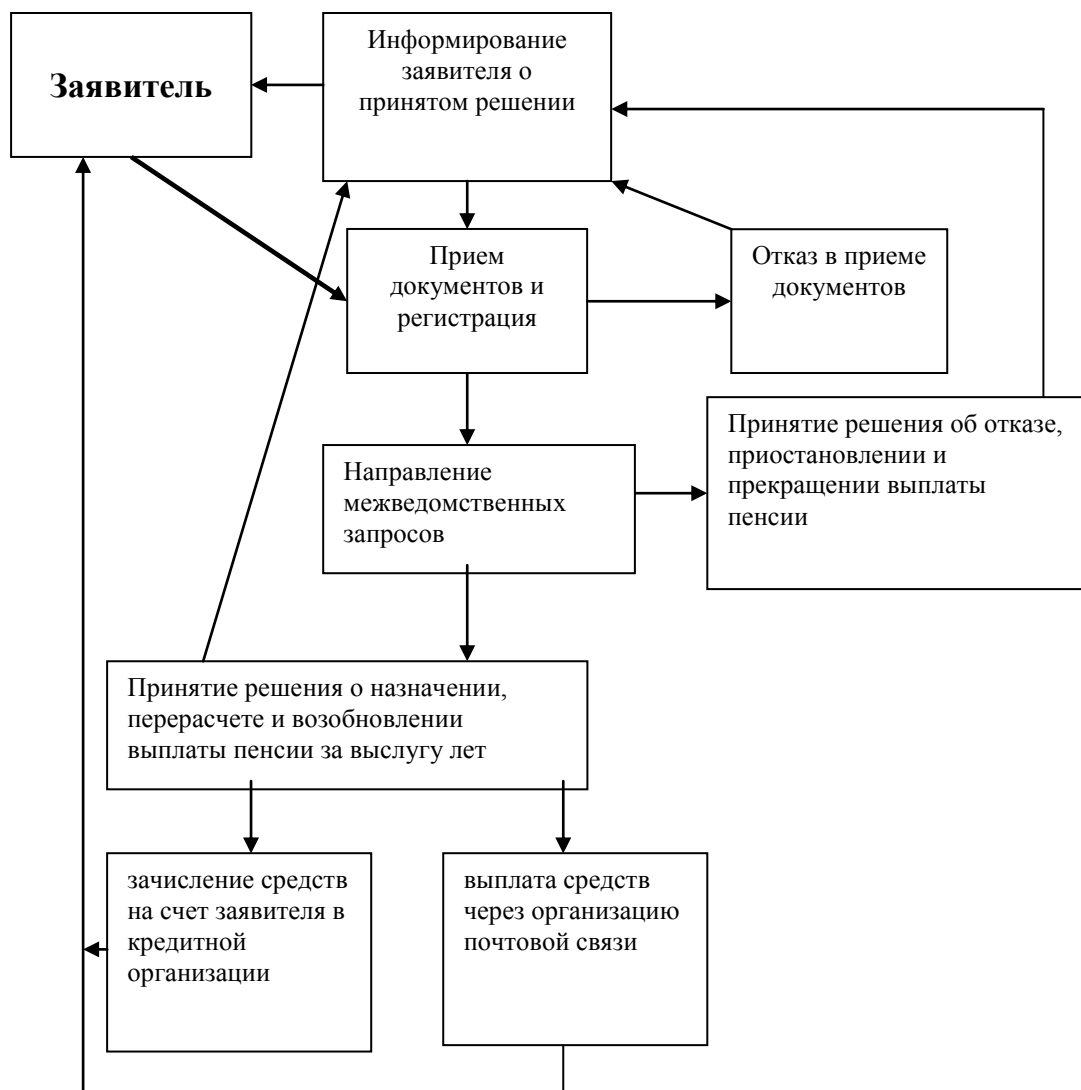 Заявитель
Информирование
заявителя о
принятом решении
Прием
документов и
регистрация
Отказ в приеме
документов
Направление
межведомственных
запросов
Принятие решения об отказе,
приостановлении и
прекращении выплаты
пенсии
Принятие решения о назначении,
перерасчете и возобновлении
выплаты пенсии за выслугу лет
зачисление средств
на счет заявителя в
кредитной
организации
выплата средств
через организацию
почтовой связи